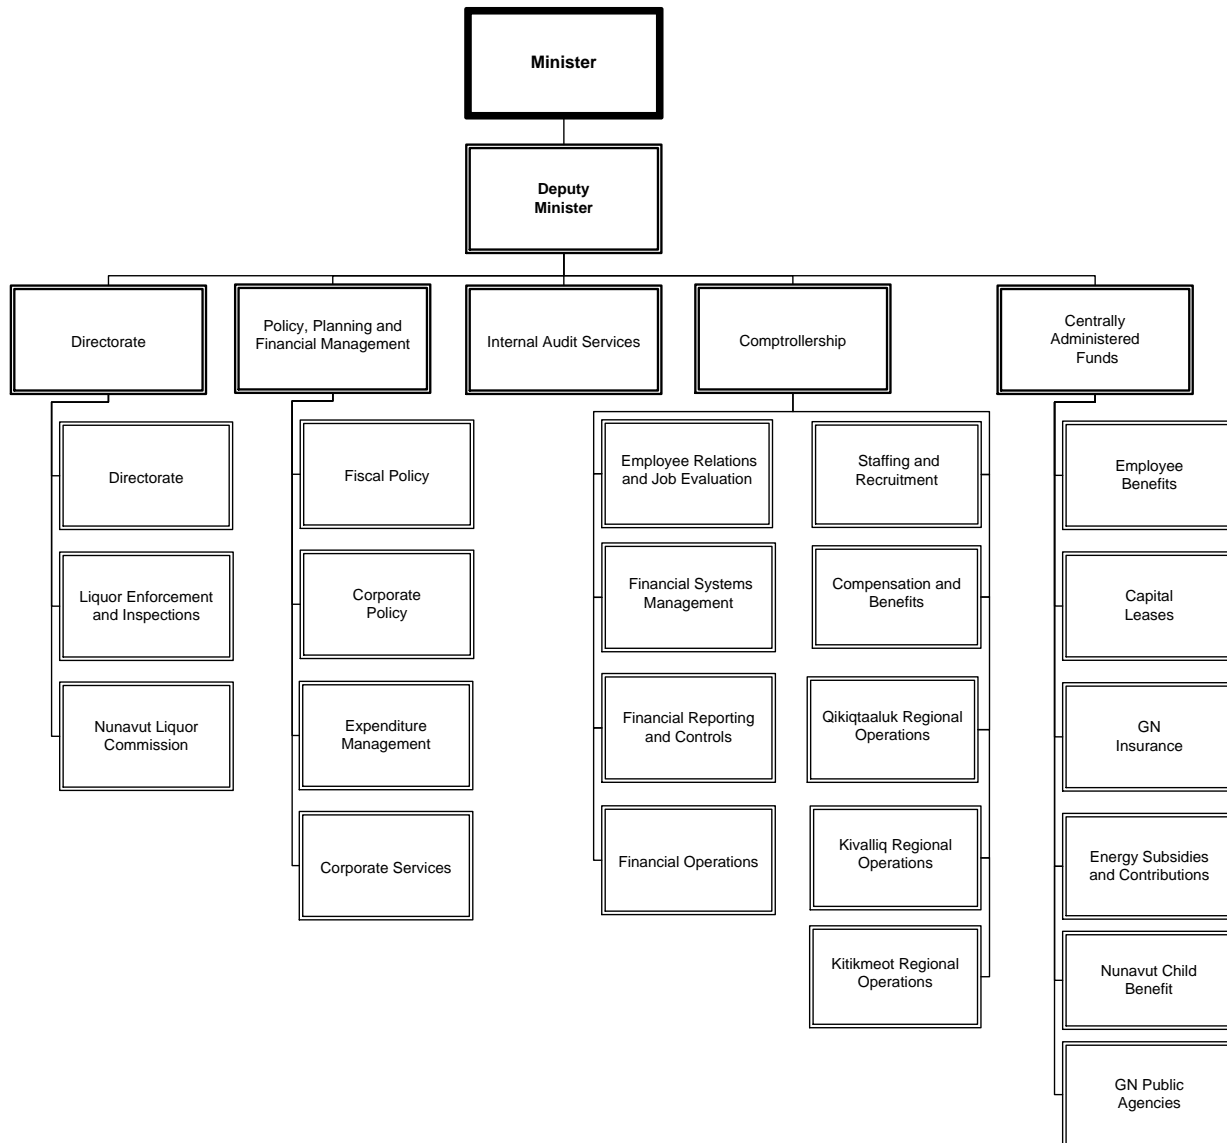 Minister
Deputy
Minister
Directorate
Policy, Planning and
Financial Management
Internal Audit Services
Comptrollership
Centrally
Administered
Funds
Directorate
Liquor Enforcement
and Inspections
Nunavut Liquor
Commission
Fiscal Policy
Corporate
Policy
Expenditure
Management
Corporate Services
Employee Relations
and Job Evaluation
Financial Systems
Management
Financial Reporting
and Controls
Financial Operations
Staffing and
Recruitment
Compensation and
Benefits
Qikiqtaaluk Regional
Operations
Kivalliq Regional
Operations
Kitikmeot Regional
Operations
Employee
Benefits
Capital
Leases
GN
Insurance
Energy Subsidies
and Contributions
Nunavut Child
Benefit
GN Public
Agencies